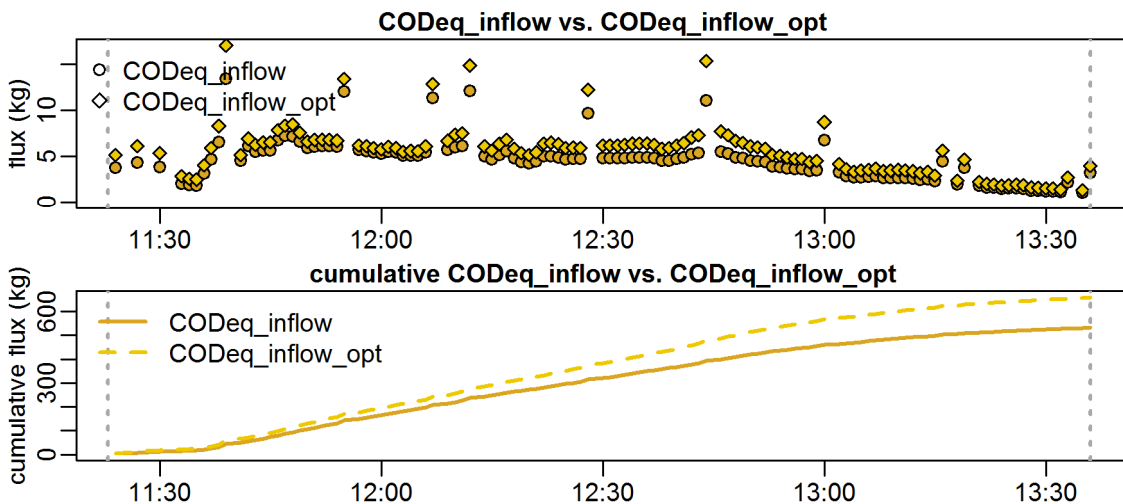 CODeq_inflow vs. CODeq_inflow_opt
flux (kg)
10
5
0
CODeq_inflow
CODeq_inflow_opt
11:30 12:00 12:30 13:00 13:30
cumulative CODeq_inflow vs. CODeq_inflow_opt
cumulative flux (kg)
600
300
0
CODeq_inflow
CODeq_inflow_opt
11:30 12:00 12:30 13:00 13:30